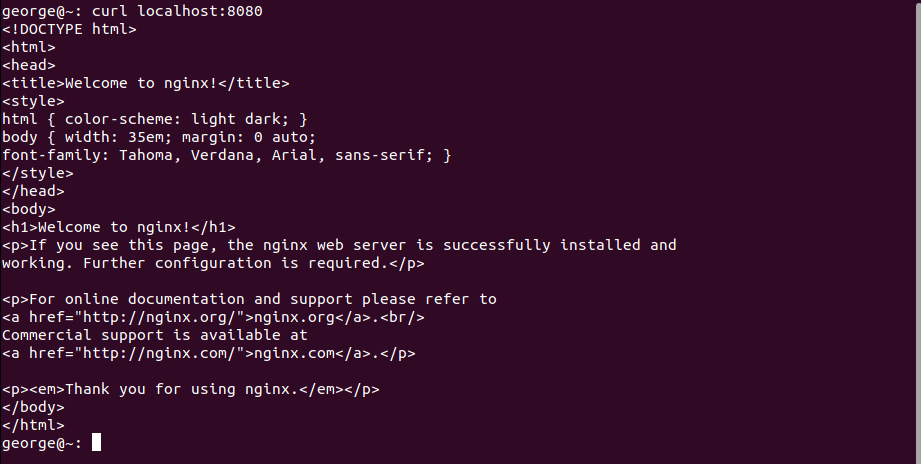 george@~: curl localhost:8080
<!DOCTYPE html>
<html>
<head>
<title>Welcome to nginx!</title>
<style>
html { color-scheme: light dark; }
body { width: 35em; margin: 0 auto;
font-family: Tahoma, Verdana, Arial, sans-serif; }
</style>
</head>
<body>
<h1>Welcome to nginx!</h1>
<p>If you see this page, the nginx web server is successfully installed and
working. Further configuration is required.</p>

<p>For online documentation and support please refer to
<a href="http://nginx.org/">nginx.org</a>.<br/>
Commercial support is available at
<a href="http://nginx.com/">nginx.com</a>.</p>

<p><em>Thank you for using nginx.</em></p>
</body>
</html>
george@~: